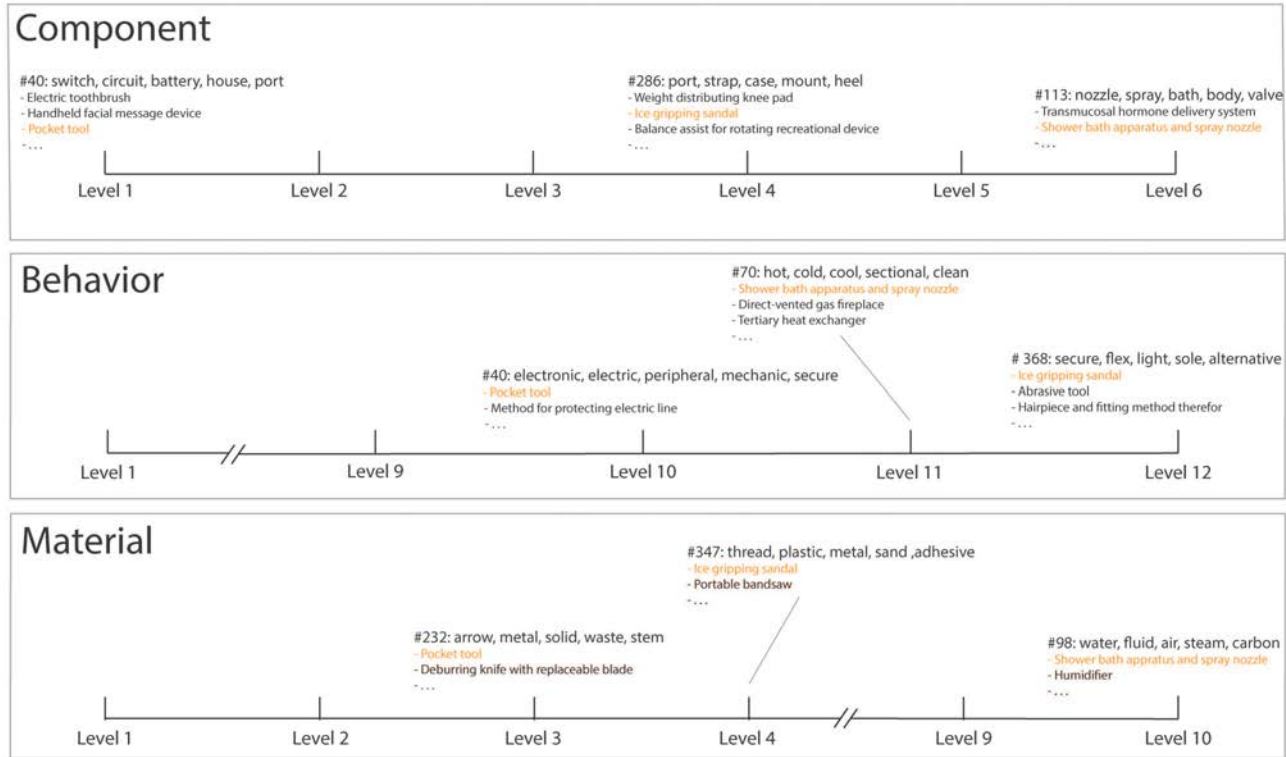 Component
#40: switch, circuit, battery, house, port
- Electric toothbrush
- Handheld facial message device
- Pocket tool
- . . .
#286: port, strap, case, mount, heel
- Weight distributing knee pad
- Ice gripping sandal
- Balance assist for rotating recreational device
- . . .
#113: nozzle, spray, bath, body, valve
- Transmucosal hormone delivery system
- Shower bath apparatus and spray nozzle
- . . .
Level 1
Level 2
Level 3
Level 4
Level 5
Level 6
Behavior
#70: hot, cold, cool, sectional, clean
- Shower bath apparatus and spray nozzle
- Direct-vented gas fireplace
- Tertiary heat exchanger
- . . .
#40: electronic, electric, peripheral, mechanic, secure
- Pocket tool
- Method for protecting electric line
- . . .
# 368: secure, flex, light, sole, alternative
- Ice gripping sandal
- Abrasive tool
- Hairpiece and fitting method therefor
- . . .
Level 1
Level 9
Level 10
Level 11
Level 12
Material
#347: thread, plastic, metal, sand ,adhesive
- Ice gripping sandal
- Portable bandsaw
- . . .
#232: arrow, metal, solid, waste, stem
- Pocket tool
- Deburring knife with replaceable blade
- . . .
#98: water, fluid, air, steam, carbon
- Shower bath appratus and spray nozzle
- Humidifier
- . . .
Level 1
Level 2
Level 3
Level 4
Level 9
Level 10